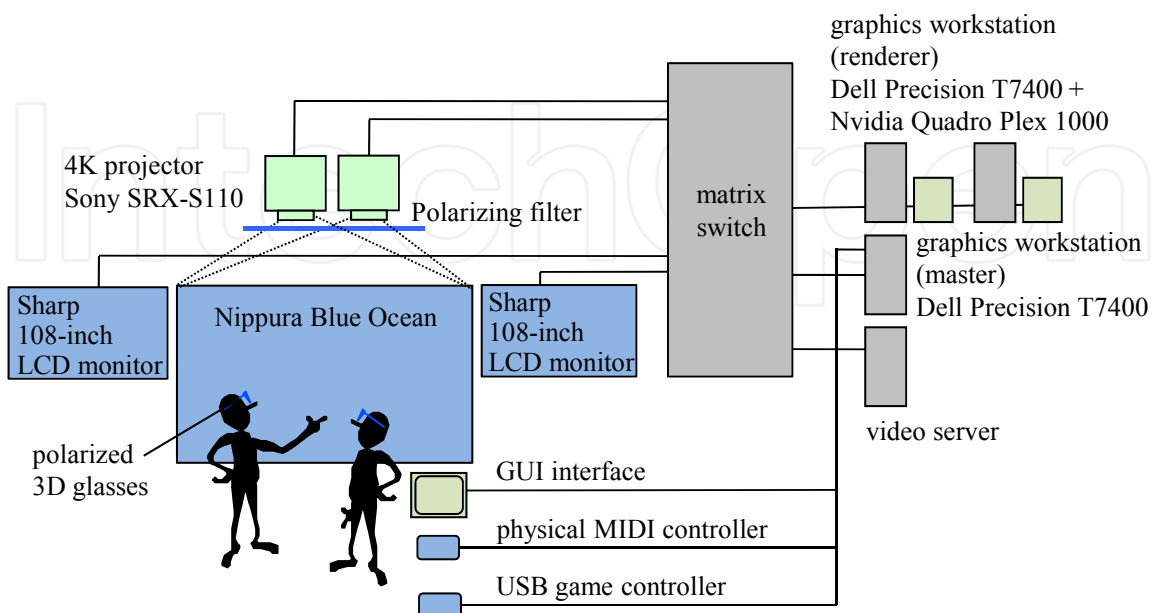 graphics workstation
(renderer)
Dell Precision T7400 +
Nvidia Quadro Plex 1000
4K projector
Sony SRX-S110
Polarizing filter
matrix
switch
graphics workstation
(master)
Dell Precision T7400
Sharp
108-inch
LCD monitor
Nippura Blue Ocean
Sharp
108-inch
LCD monitor
video server
polarized
3D glasses
GUI interface
physical MIDI controller
USB game controller
IntechOpen